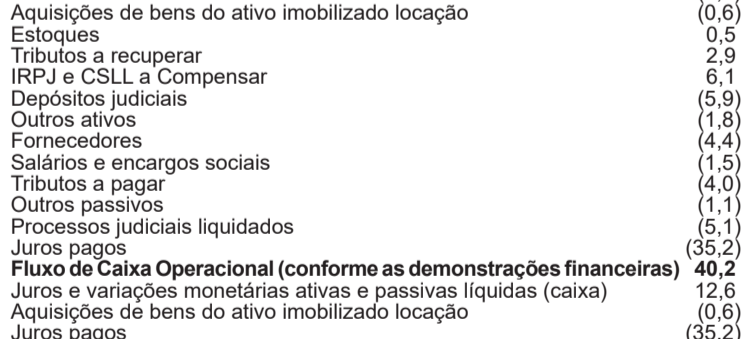 Aquisições de bens do ativo imobilizado locação (0,6)
Estoques 0,5
Tributos a recuperar 2,9
IRPJ e CSLL a Compensar 6,1
Depósitos judiciais (5,9)
Outros ativos (1,8)
Fornecedores (4,4)
Salários e encargos sociais (1,5)
Tributos a pagar (4,0)
Outros passivos (1,1)
Processos judiciais liquidados (5,1)
Juros pagos (35,2)
Fluxo de Caixa Operacional (conforme as demonstrações financeiras) 40,2
Juros e variações monetárias ativas e passivas líquidas (caixa) 12,6
Aquisições de bens do ativo imobilizado locação (0,6)
Juros pagos (35,2)